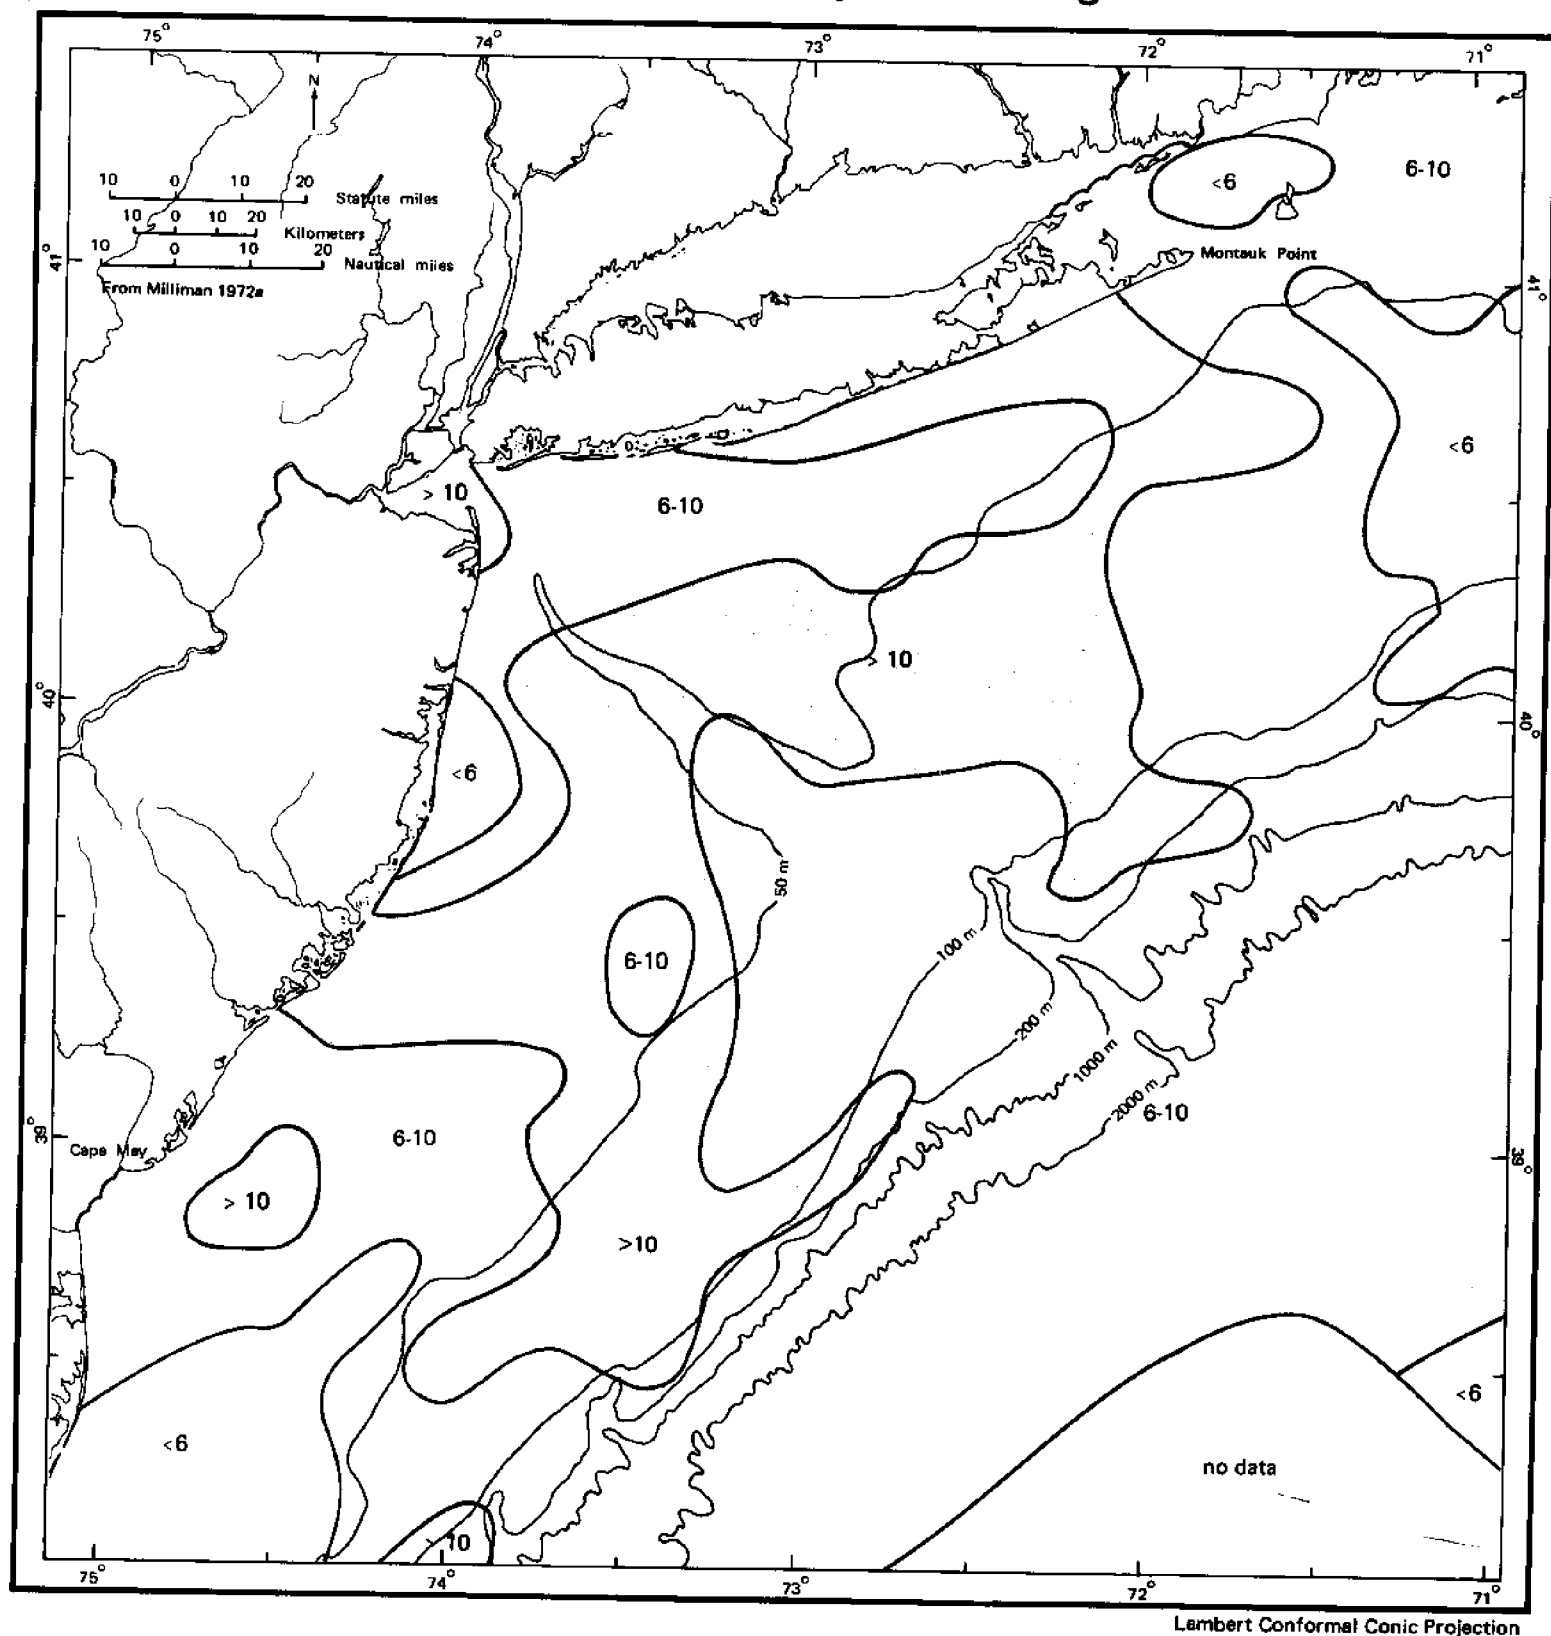 75° 74° 73° 72° 71°
N
10 0 10 20
Statute miles
10 0 10 20
Kilometers
10 0 10 20
Nautical miles
From Milliman 1972a
<6
6-10
Montauk Point
41°
41°
<6
> 10
6-10
> 10
40°
40°
<6
50 m
6-10
100 m
200 m
1000 m
2000 m
6-10
39°
39°
Cape May
6-10
> 10
>10
<6
<6
no data
10
75° 74° 73° 72° 71°
Lambert Conformal Conic Projection